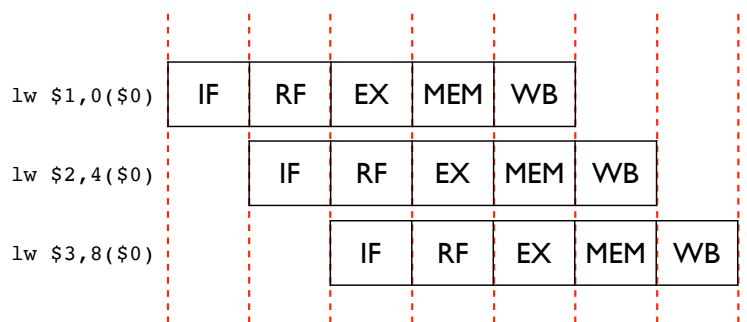 lw $1,0($0) IF RF EX MEM WB
lw $2,4($0) IF RF EX MEM WB
lw $3,8($0) IF RF EX MEM WB